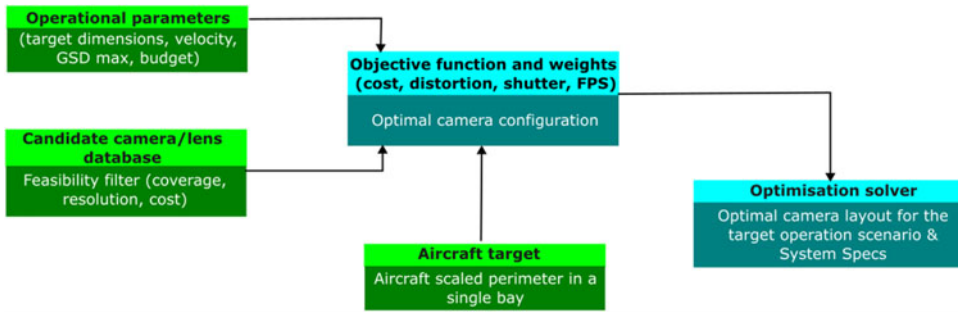 Operational parameters
(target dimensions, velocity,
GSD max, budget)
Objective function and weights
(cost, distortion, shutter, FPS)
Optimal camera configuration
Candidate camera/lens
database
Feasibility filter (coverage,
resolution, cost)
Optimisation solver
Optimal camera layout for the
target operation scenario &
System Specs
Aircraft target
Aircraft scaled perimeter in a
single bay